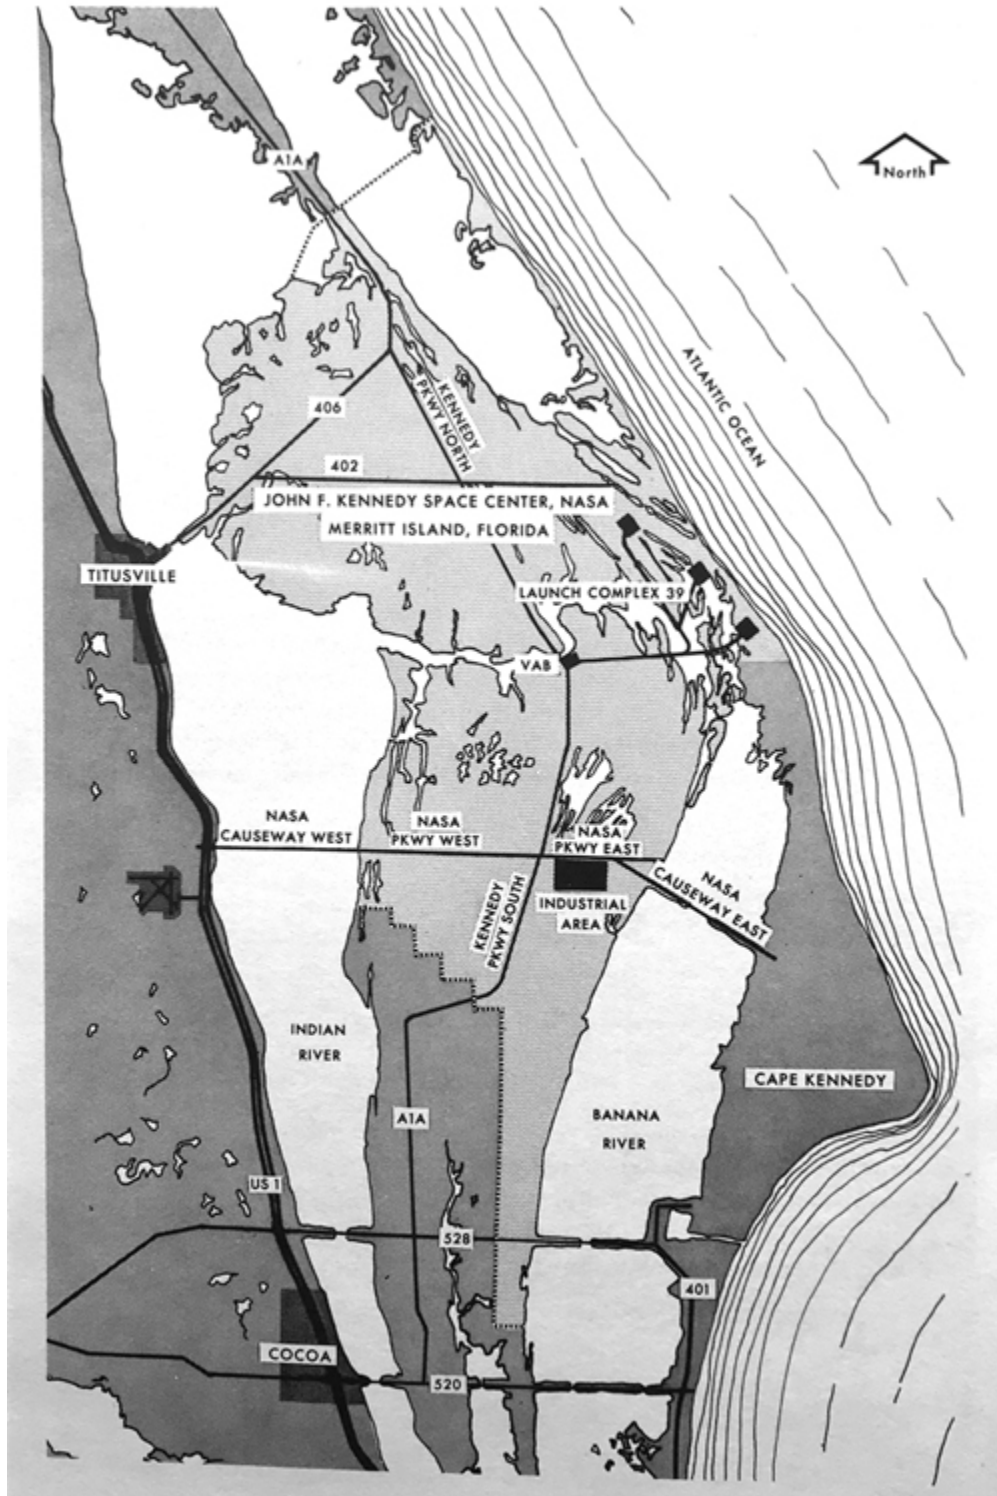 A1A
North
ATLANTIC OCEAN
KENNEDY
PKWY NORTH
406
402
JOHN F. KENNEDY SPACE CENTER, NASA
MERRITT ISLAND, FLORIDA
TITUSVILLE
LAUNCH COMPLEX 39
VAB
NASA
CAUSEWAY WEST
NASA
PKWY WEST
NASA
PKWY EAST
NASA
CAUSEWAY EAST
INDUSTRIAL
AREA
KENNEDY
PKWY SOUTH
INDIAN
RIVER
CAPE KENNEDY
A1A
BANANA
RIVER
US 1
528
401
COCOA
520